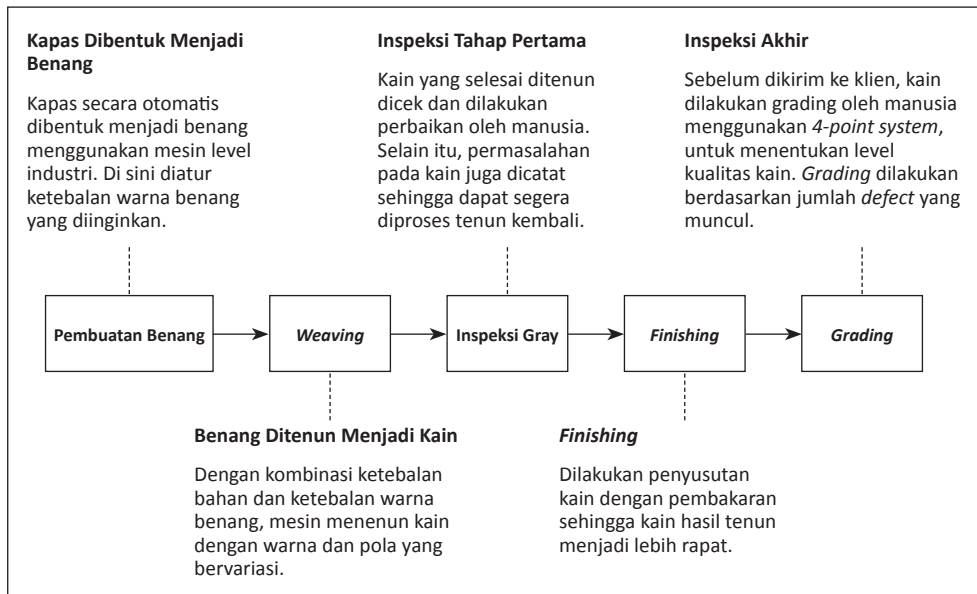 Kapas Dibentuk Menjadi
Benang
Kapas secara otomatis
dibentuk menjadi benang
menggunakan mesin level
industri. Di sini diatur
ketebalan warna benang
yang diinginkan.
Inspeksi Tahap Pertama
Kain yang selesai ditenun
dicek dan dilakukan
perbaikan oleh manusia.
Selain itu, permasalahan
pada kain juga dicatat
sehingga dapat segera
diproses tenun kembali.
Inspeksi Akhir
Sebelum dikirim ke klien, kain
dilakukan grading oleh manusia
menggunakan 4-point system,
untuk menentukan level
kualitas kain. Grading dilakukan
berdasarkan jumlah defect yang
muncul.
Pembuatan Benang
Weaving
Inspeksi Gray
Finishing
Grading
Benang Ditenun Menjadi Kain
Dengan kombinasi ketebalan
bahan dan ketebalan warna
benang, mesin menenun kain
dengan warna dan pola yang
bervariasi.
Finishing
Dilakukan penyusutan
kain dengan pembakaran
sehingga kain hasil tenun
menjadi lebih rapat.